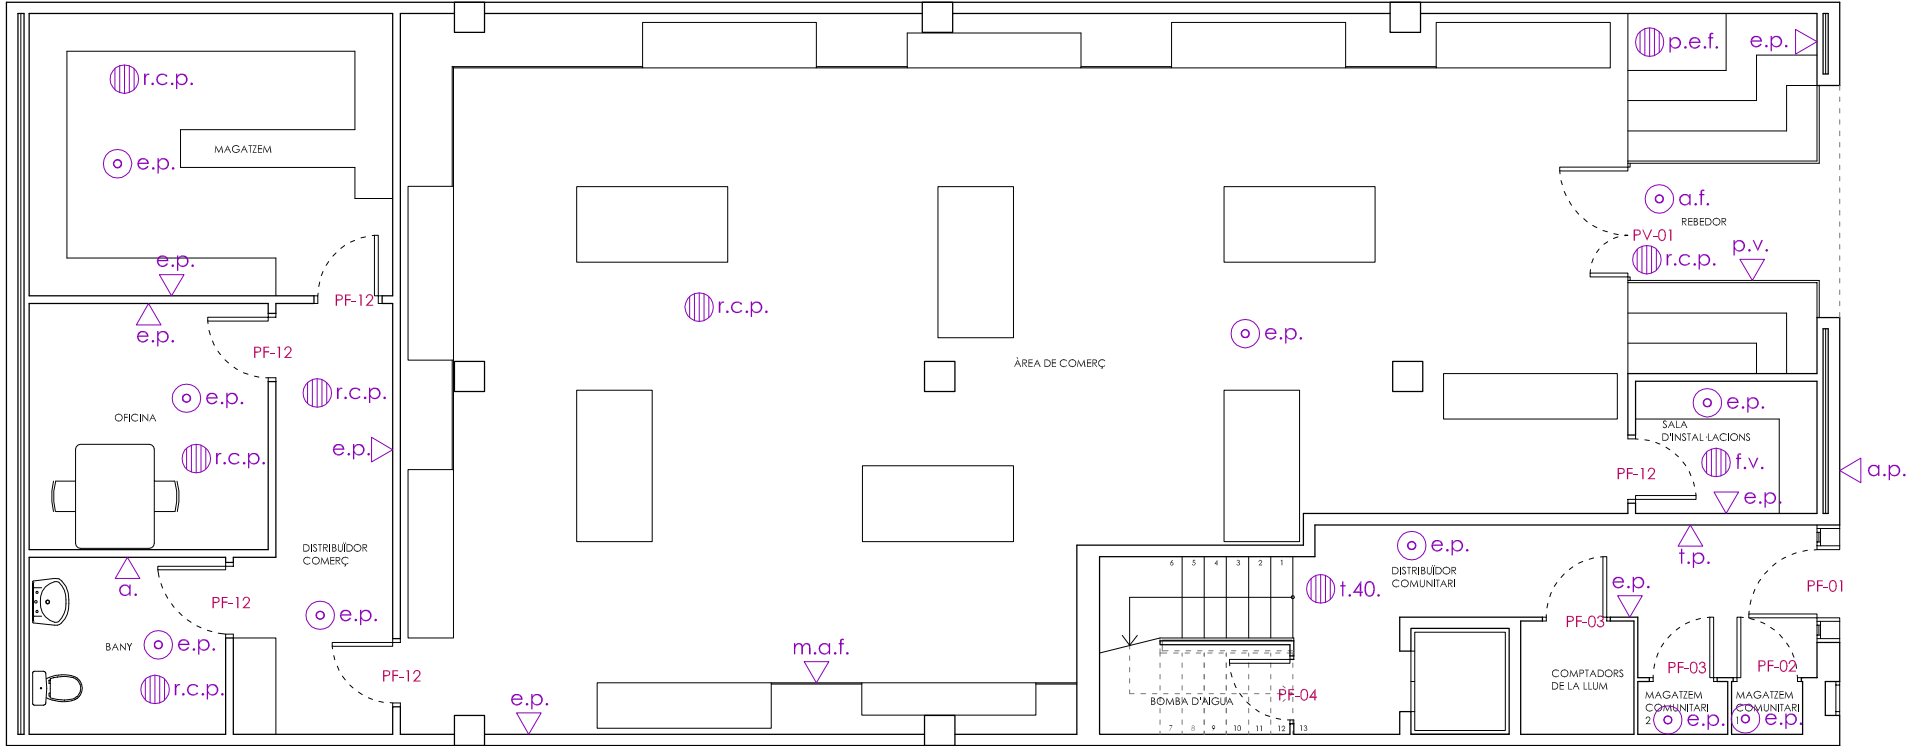 p.e.f.
e.p.
r.c.p.
MAGATZEM
e.p.
a.f.
REBEDOR
PV-01
p.v.
r.c.p.
e.p.
PF-12
r.c.p.
e.p.
e.p.
PF-12
ÀREA DE COMERÇ
r.c.p.
e.p.
e.p.
OFICINA
SALA
D'INSTAL·LACIONS
e.p.
r.c.p.
f.v.
PF-12
a.p.
e.p.
DISTRIBUÏDOR
COMERÇ
e.p.
t.p.
6 5 4 3 2 1
DISTRIBUÏDOR
COMUNITARI
a.
t.40.
e.p.
PF-01
PF-12
e.p.
PF-03
BANY
e.p.
m.a.f.
PF-12
PF-03
PF-02
COMPTADORS
DE LA LLUM
r.c.p.
e.p.
BOMBA D'AIGUA
PF-04
MAGATZEM
COMUNITARI
2
e.p.
MAGATZEM
COMUNITARI
1
e.p.
7 8 9 10 11 12 13